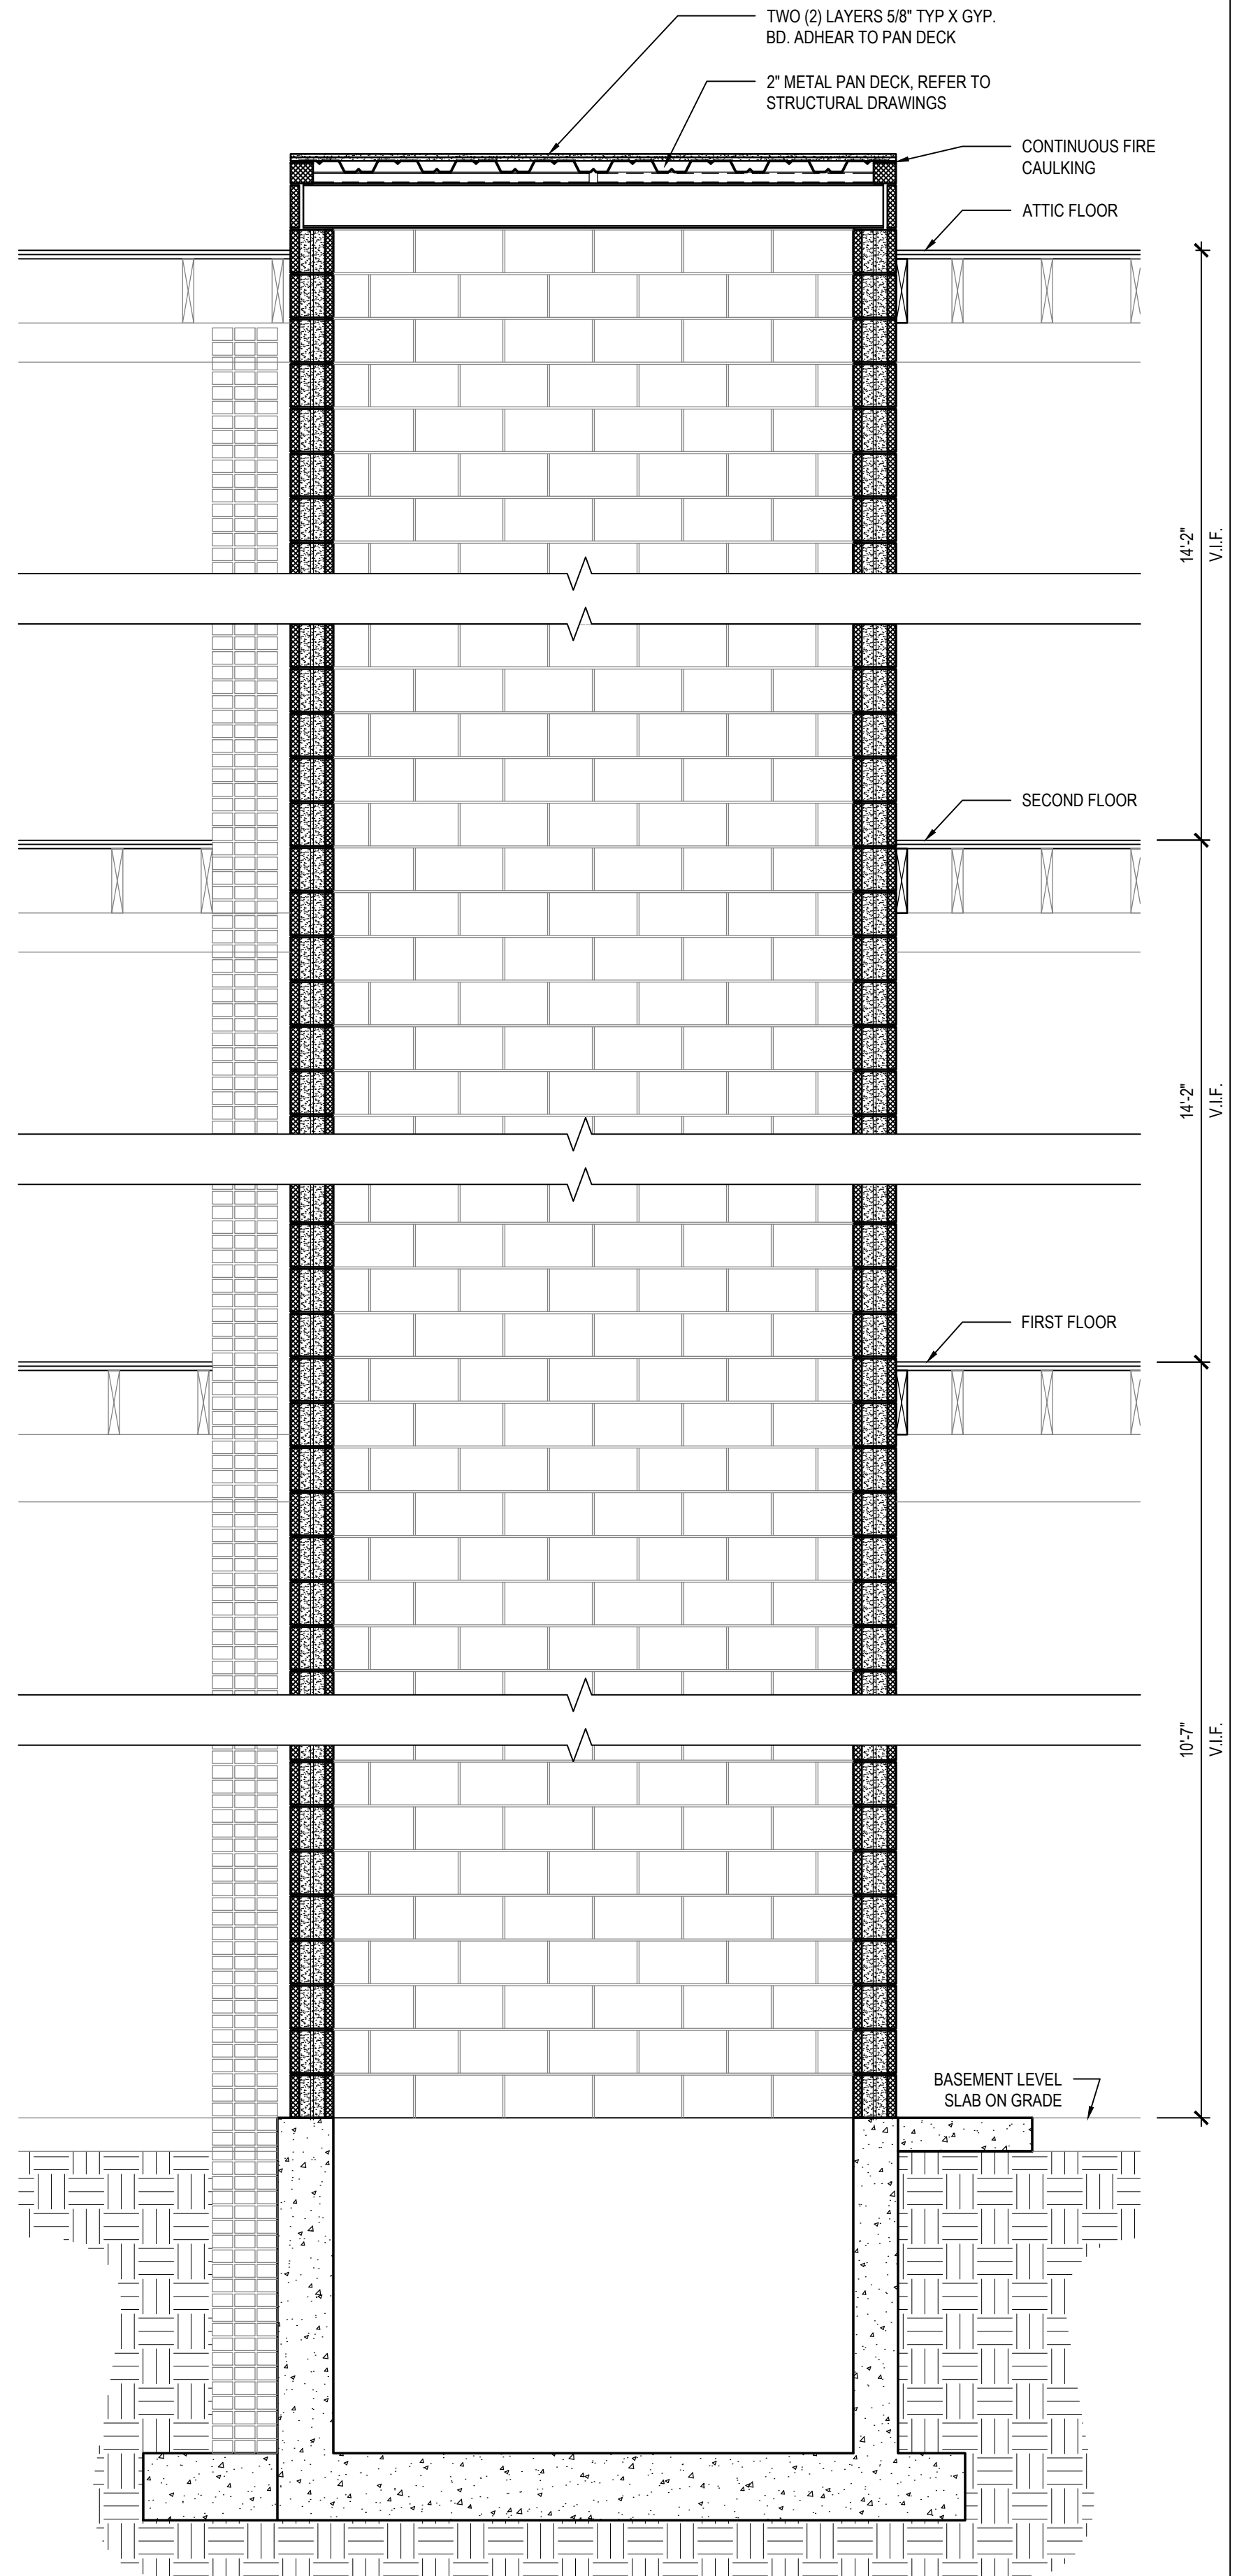 TWO (2) LAYERS 5/8" TYP X GYP.
BD. ADHEAR TO PAN DECK
2" METAL PAN DECK, REFER TO
STRUCTURAL DRAWINGS
CONTINUOUS FIRE
CAULKING
ATTIC FLOOR
14'-2"
V.I.F.
SECOND FLOOR
14'-2"
V.I.F.
FIRST FLOOR
10'-7"
V.I.F.
BASEMENT LEVEL
SLAB ON GRADE